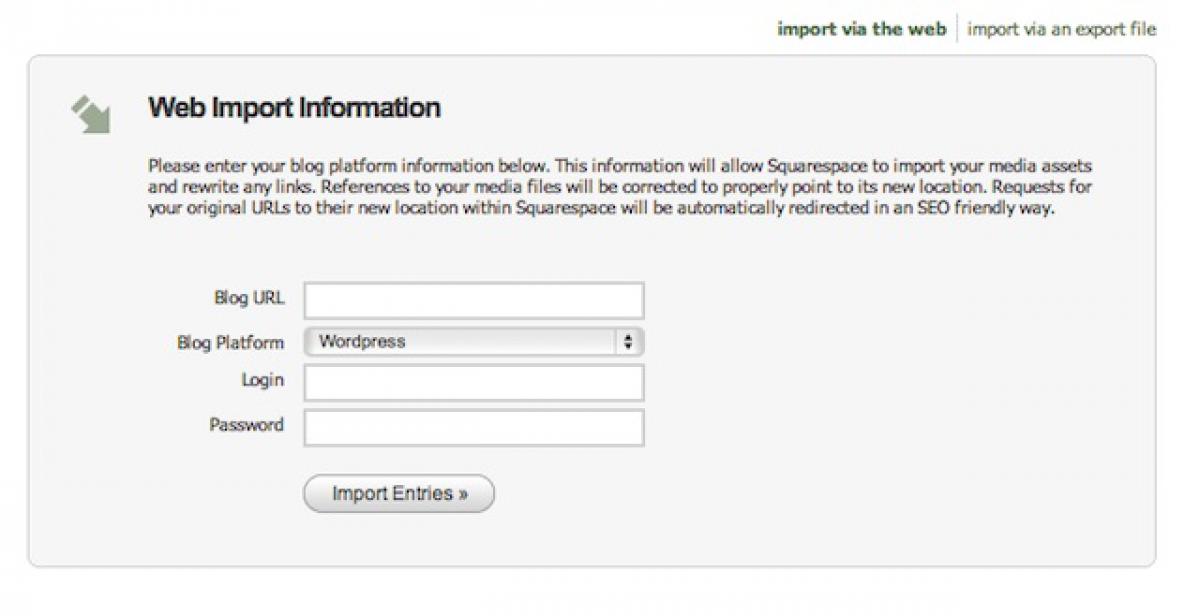 import via the web import via an export file
Web Import Information
Please enter your blog platform information below. This information will allow Squarespace to import your media assets
and rewrite any links. References to your media files will be corrected to properly point to its new location. Requests for
your original URLs to their new location within Squarespace will be automatically redirected in an SEO friendly way.
Blog URL
Blog Platform Wordpress
Login
Password
Import Entries »